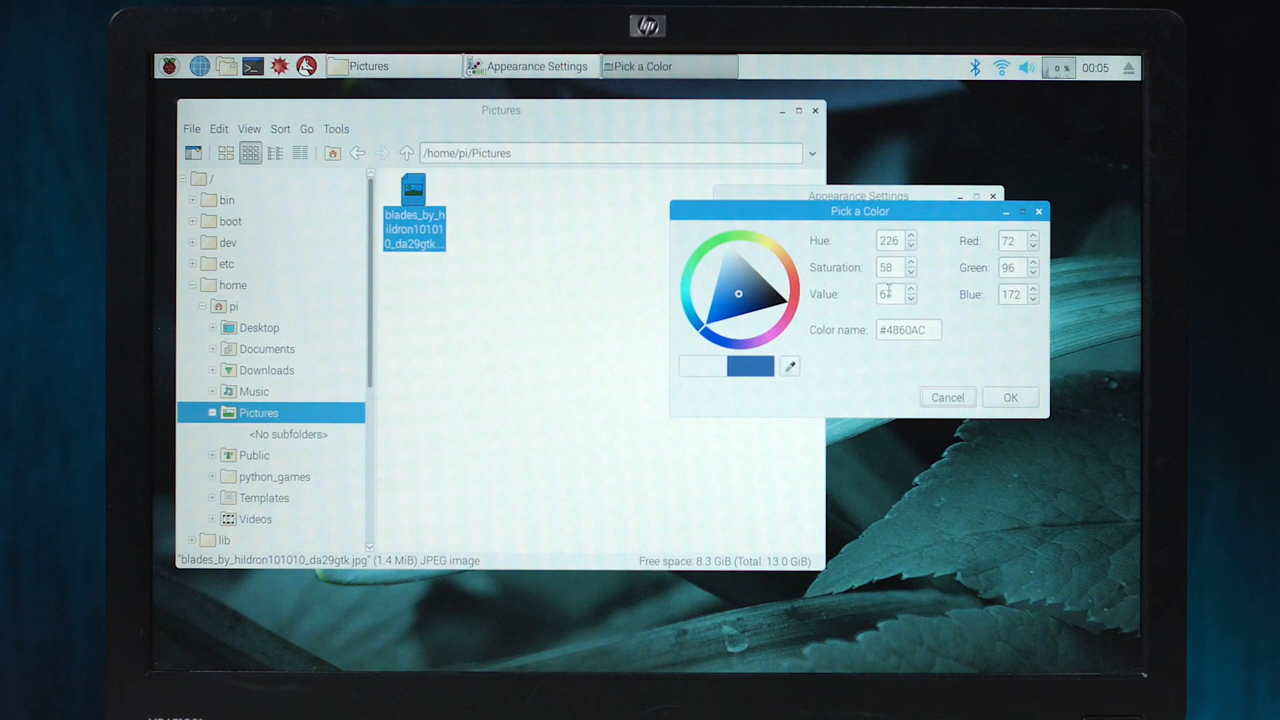 hp
Pictures
Appearance Settings
Pick a Color
0 %
00:05
Pictures
File Edit View Sort Go Tools
/home/pi/Pictures
/
bin
boot
dev
etc
home
pi
Desktop
Documents
Downloads
Music
Pictures
<No subfolders>
Public
python_games
Templates
Videos
lib
blades_by_h
ildron10101
0_da29gtk...
"blades_by_hildron101010_da29gtk.jpg" (1.4 MiB) JPEG image
Free space: 8.3 GiB (Total: 13.0 GiB)
Appearance Settings
Pick a Color
Hue: 226 Red: 72
Saturation: 58 Green: 96
Value: Blue: 172
Color name: #4860AC
Cancel OK